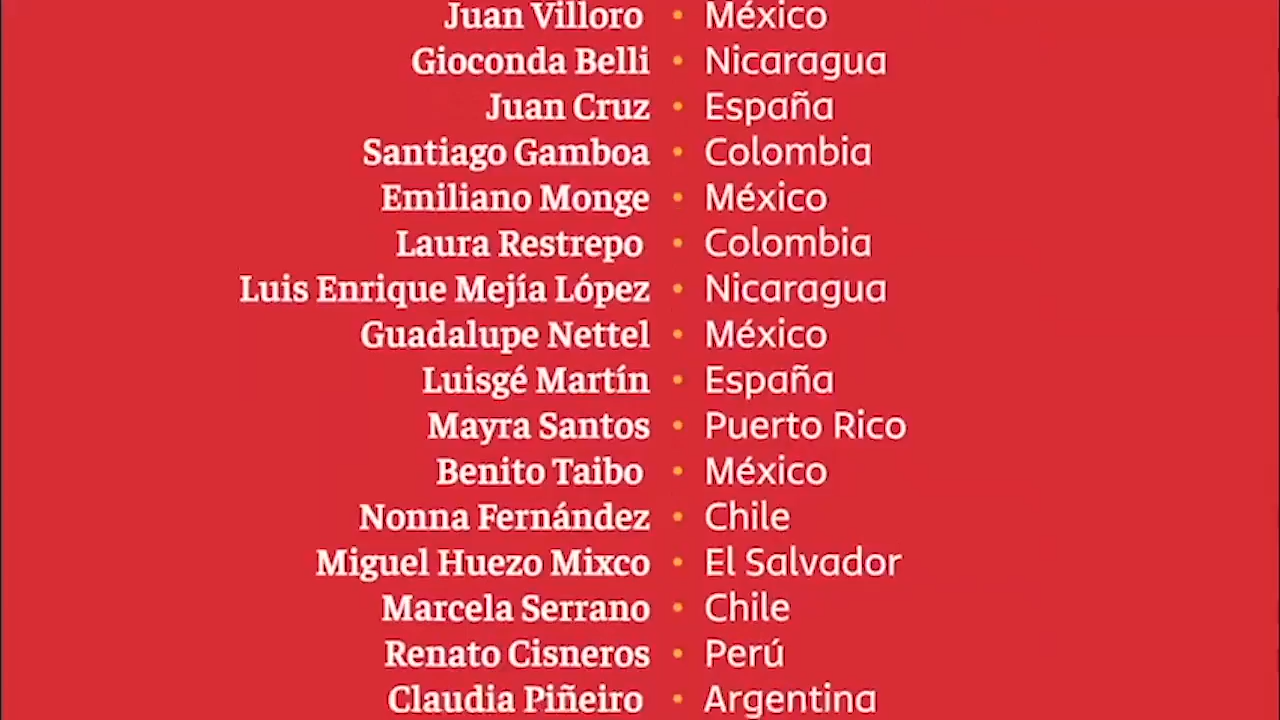 Juan Villoro • México
Gioconda Belli • Nicaragua
Juan Cruz • España
Santiago Gamboa • Colombia
Emiliano Monge • México
Laura Restrepo • Colombia
Luis Enrique Mejía López • Nicaragua
Guadalupe Nettel • México
Luisgé Martín • España
Mayra Santos • Puerto Rico
Benito Taibo • México
Nonna Fernández • Chile
Miguel Huezo Mixco • El Salvador
Marcela Serrano • Chile
Renato Cisneros • Perú
Claudia Piñeiro • Argentina